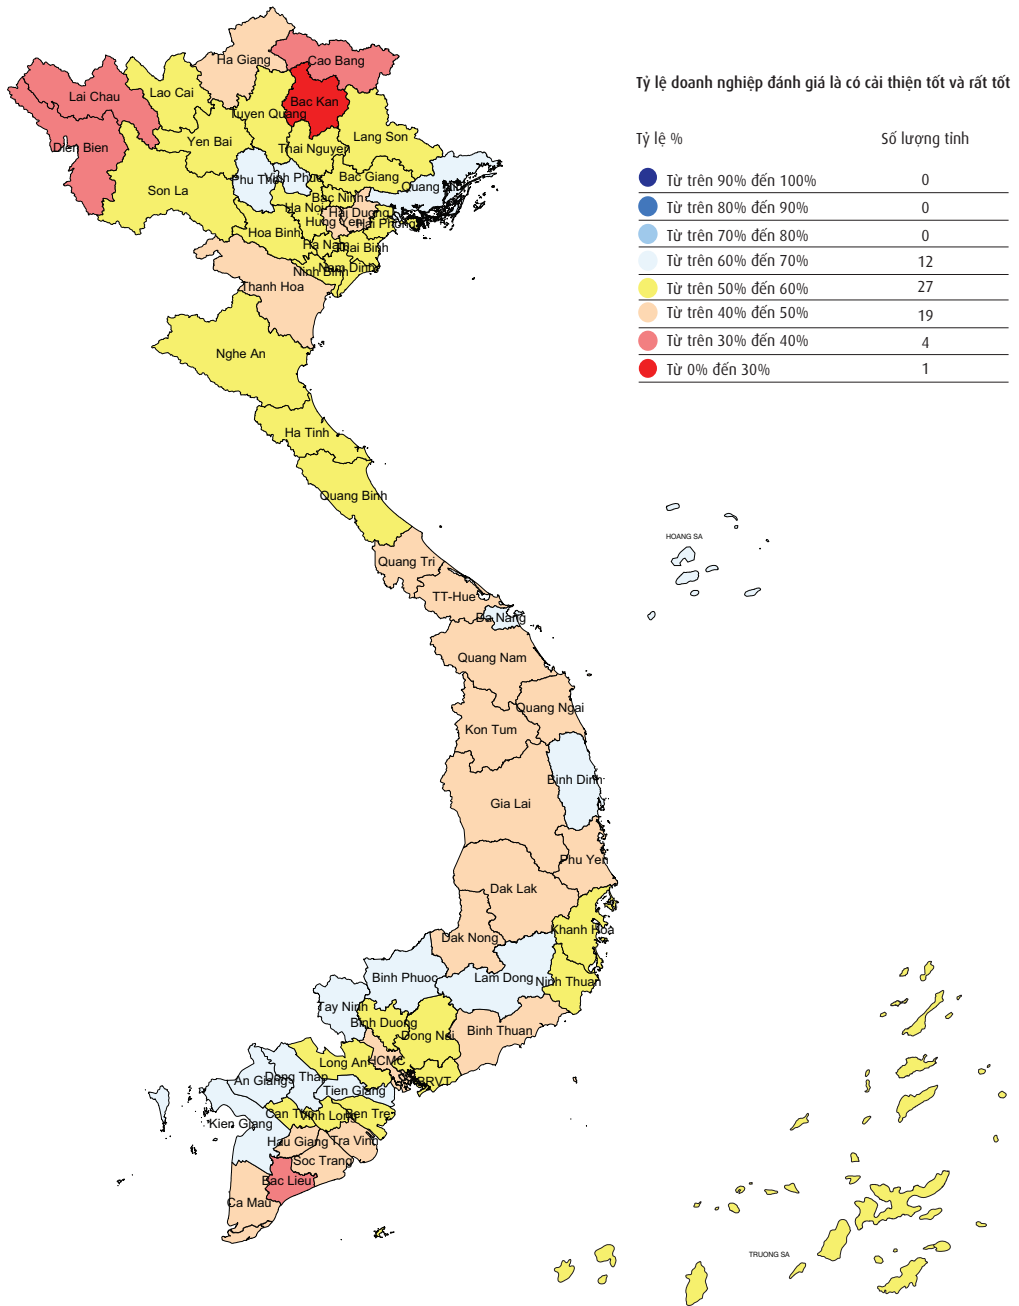 Tỷ lệ doanh nghiệp đánh giá là có cải thiện tốt và rất tốt
Tỷ lệ % Số lượng tỉnh
Từ trên 90% đến 100% 0
Từ trên 80% đến 90% 0
Từ trên 70% đến 80% 0
Từ trên 60% đến 70% 12
Từ trên 50% đến 60% 27
Từ trên 40% đến 50% 19
Từ trên 30% đến 40% 4
Từ 0% đến 30% 1
Ha Giang
Cao Bang
Lai Chau
Lao Cai
Bac Kan
Tuyen Quang
Lang Son
Yen Bai
Dien Bien
Thai Nguyen
Phu Tho
Vinh Phuc
Bac Giang
Quang Ninh
Son La
Bac Ninh
Ha Noi
Hai Duong
Hung Yen
Hai Phong
Hoa Binh
Ha Nam
Thai Binh
Nam Dinh
Ninh Binh
Thanh Hoa
Nghe An
Ha Tinh
Quang Binh
HOANG SA
Quang Tri
TT-Hue
Da Nang
Quang Nam
Quang Ngai
Kon Tum
Binh Dinh
Gia Lai
Phu Yen
Dak Lak
Khanh Hoa
Dak Nong
Binh Phuoc
Lam Dong
Ninh Thuan
Tay Ninh
Binh Duong
Dong Nai
Binh Thuan
Long An
HCMC
BRVT
An Giang
Dong Thap
Tien Giang
Can Tho
Vinh Long
Ben Tre
Kien Giang
Hau Giang
Tra Vinh
Soc Trang
Bac Lieu
Ca Mau
TRUONG SA